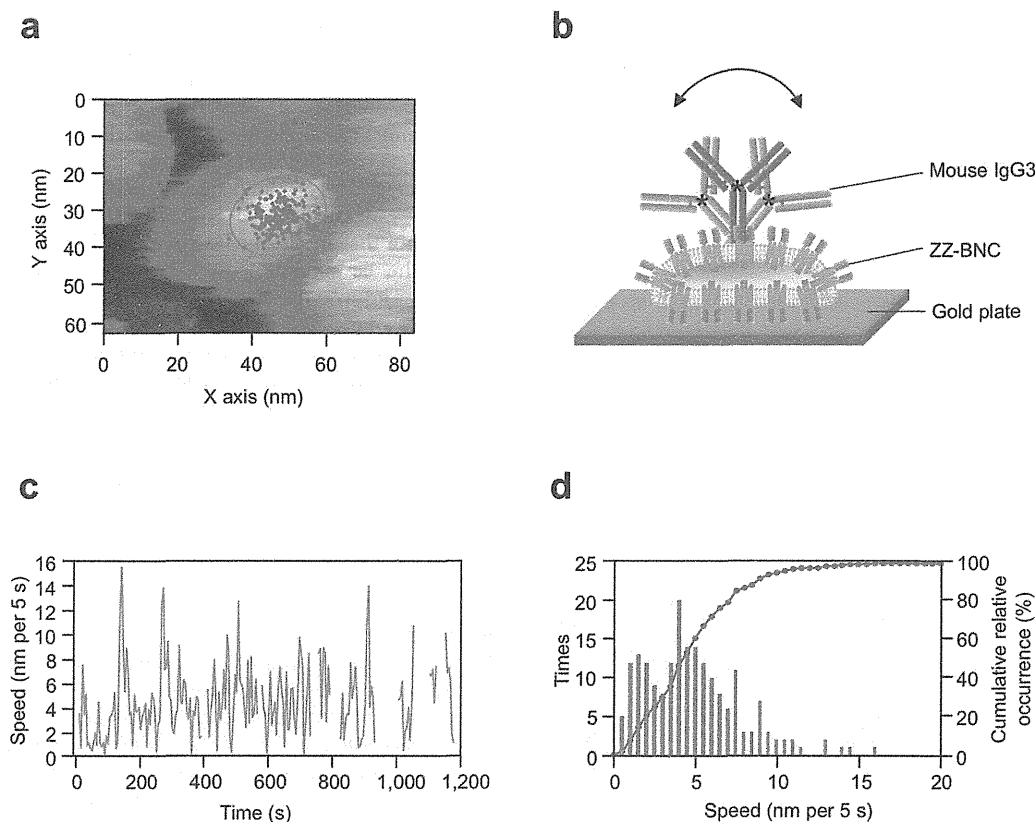 a
0
10
20
30
40
50
60
Y axis (nm)
0 20 40 60 80
X axis (nm)
b
Mouse IgG3
ZZ-BNC
Gold plate
c
16
14
12
10
8
6
4
2
0
Speed (nm per 5 s)
0 200 400 600 800 1,000 1,200
Time (s)
d
25
20
15
10
5
0
Times
100
80
60
40
20
0
Cumulative relative
occurrence (%)
0 5 10 15 20
Speed (nm per 5 s)